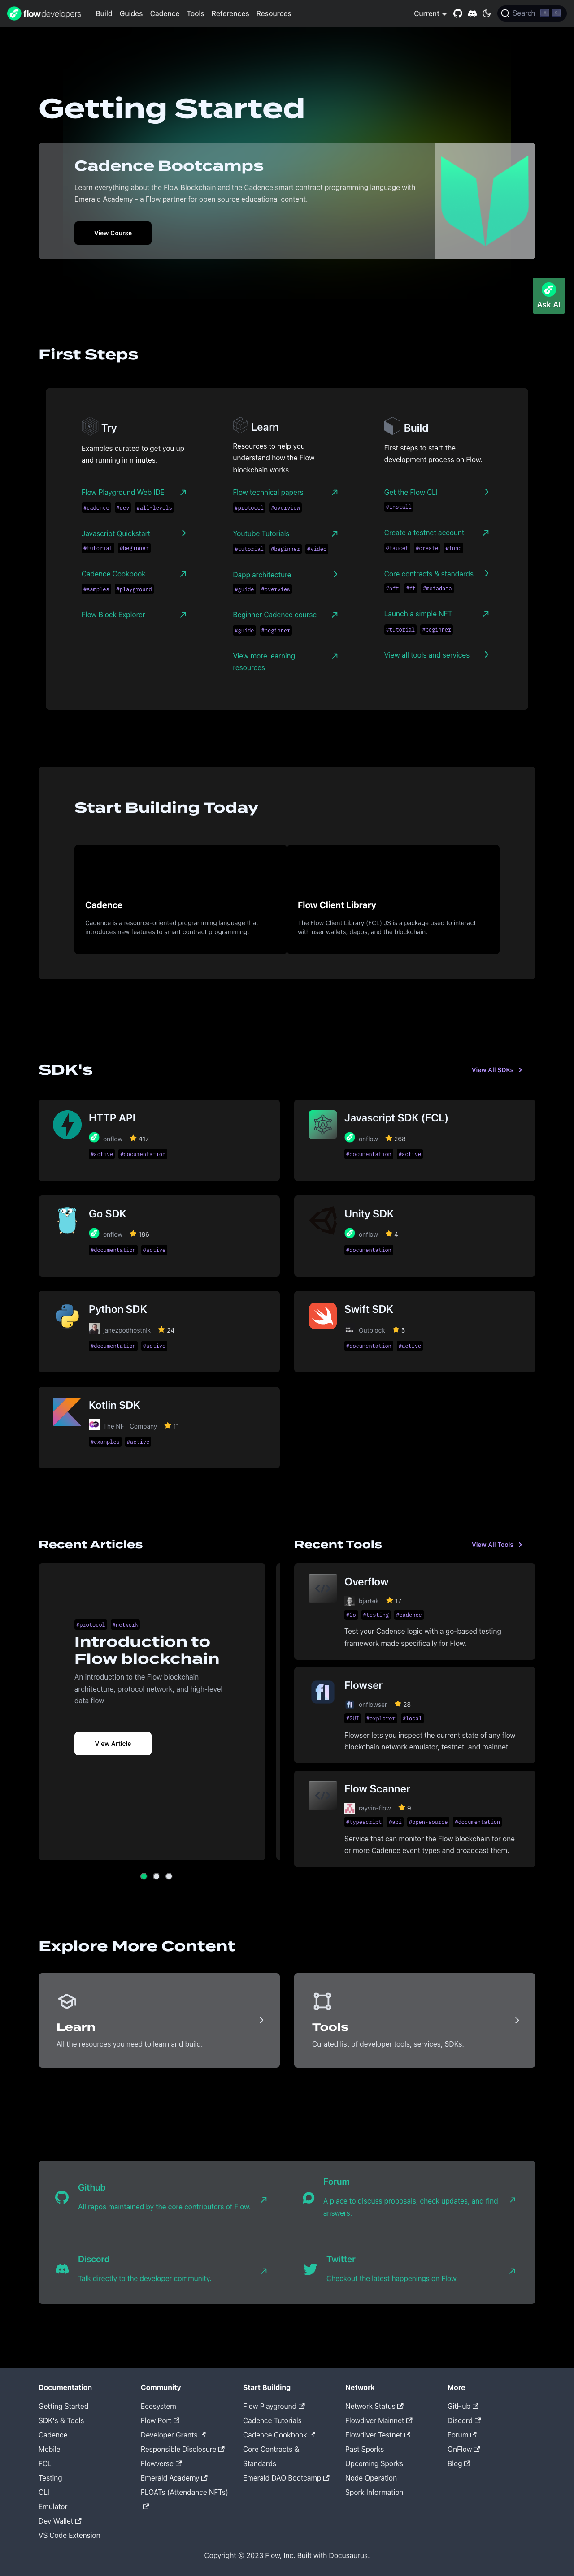 flow developers Build Guides Cadence Tools References Resources Current Search
Getting Started
Cadence Bootcamps
Learn everything about the Flow Blockchain and the Cadence smart contract programming language with
Emerald Academy - a Flow partner for open source educational content.
View Course
Ask AI
First Steps
Try
Examples curated to get you up
and running in minutes.
Flow Playground Web IDE
#cadence #dev #all-levels
Javascript Quickstart
#tutorial #beginner
Cadence Cookbook
#samples #playground
Flow Block Explorer
Learn
Resources to help you
understand how the Flow
blockchain works.
Flow technical papers
#protocol #overview
Youtube Tutorials
#tutorial #beginner #video
Dapp architecture
#guide #overview
Beginner Cadence course
#guide #beginner
View more learning
resources
Build
First steps to start the
development process on Flow.
Get the Flow CLI
#install
Create a testnet account
#faucet #create #fund
Core contracts & standards
#nft #ft #metadata
Launch a simple NFT
#tutorial #beginner
View all tools and services
Start Building Today
Cadence
Cadence is a resource-oriented programming language that
introduces new features to smart contract programming.
Flow Client Library
The Flow Client Library (FCL) JS is a package used to interact
with user wallets, dapps, and the blockchain.
SDK's
View All SDKs
HTTP API
onflow 417
#active #documentation
Javascript SDK (FCL)
onflow 268
#documentation #active
Go SDK
onflow 186
#documentation #active
Unity SDK
onflow 4
#documentation
Python SDK
janezpodhostnik 24
#documentation #active
Swift SDK
Outblock 5
#documentation #active
Kotlin SDK
The NFT Company 11
#examples #active
Recent Articles
#protocol #network
Introduction to
Flow blockchain
An introduction to the Flow blockchain
architecture, protocol network, and high-level
data flow
View Article
Recent Tools
View All Tools
Overflow
bjartek 17
#Go #testing #cadence
Test your Cadence logic with a go-based testing
framework made specifically for Flow.
Flowser
onflowser 28
#GUI #explorer #local
Flowser lets you inspect the current state of any flow
blockchain network emulator, testnet, and mainnet.
Flow Scanner
rayvin-flow 9
#typescript #api #open-source #documentation
Service that can monitor the Flow blockchain for one
or more Cadence event types and broadcast them.
Explore More Content
Learn
All the resources you need to learn and build.
Tools
Curated list of developer tools, services, SDKs.
Github
All repos maintained by the core contributors of Flow.
Forum
A place to discuss proposals, check updates, and find
answers.
Discord
Talk directly to the developer community.
Twitter
Checkout the latest happenings on Flow.
Documentation
Getting Started
SDK's & Tools
Cadence
Mobile
FCL
Testing
CLI
Emulator
Dev Wallet
VS Code Extension
Community
Ecosystem
Flow Port
Developer Grants
Responsible Disclosure
Flowverse
Emerald Academy
FLOATs (Attendance NFTs)
Start Building
Flow Playground
Cadence Tutorials
Cadence Cookbook
Core Contracts &
Standards
Emerald DAO Bootcamp
Network
Network Status
Flowdiver Mainnet
Flowdiver Testnet
Past Sporks
Upcoming Sporks
Node Operation
Spork Information
More
GitHub
Discord
Forum
OnFlow
Blog
Copyright © 2023 Flow, Inc. Built with Docusaurus.